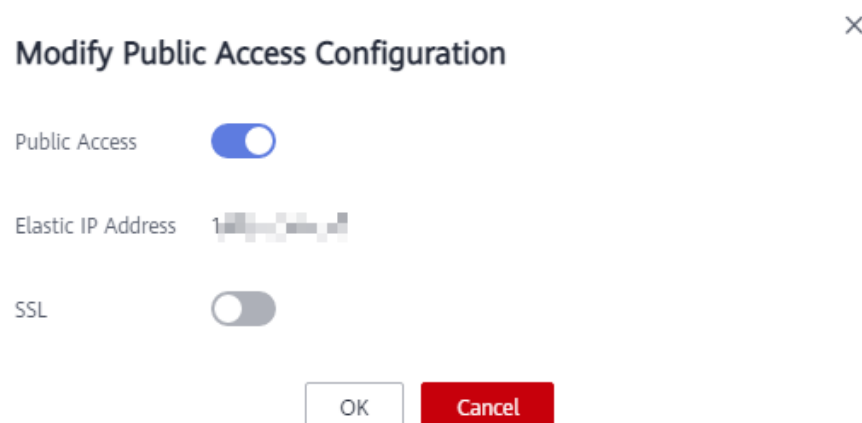 Modify Public Access Configuration
Public Access
Elastic IP Address
SSL
OK Cancel